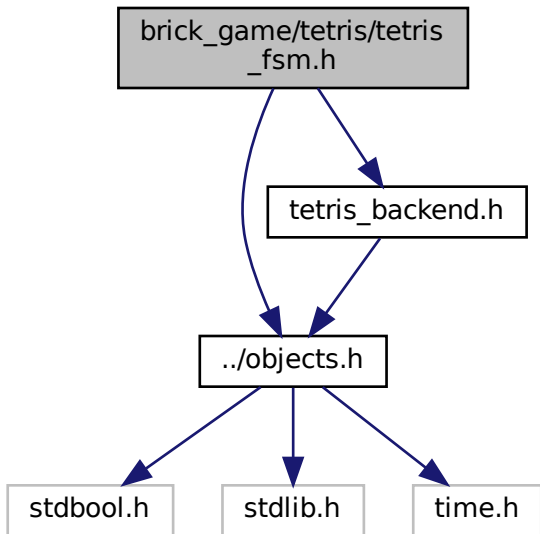 brick_game/tetris/tetris
_fsm.h
tetris_backend.h
../objects.h
stdbool.h
stdlib.h
time.h